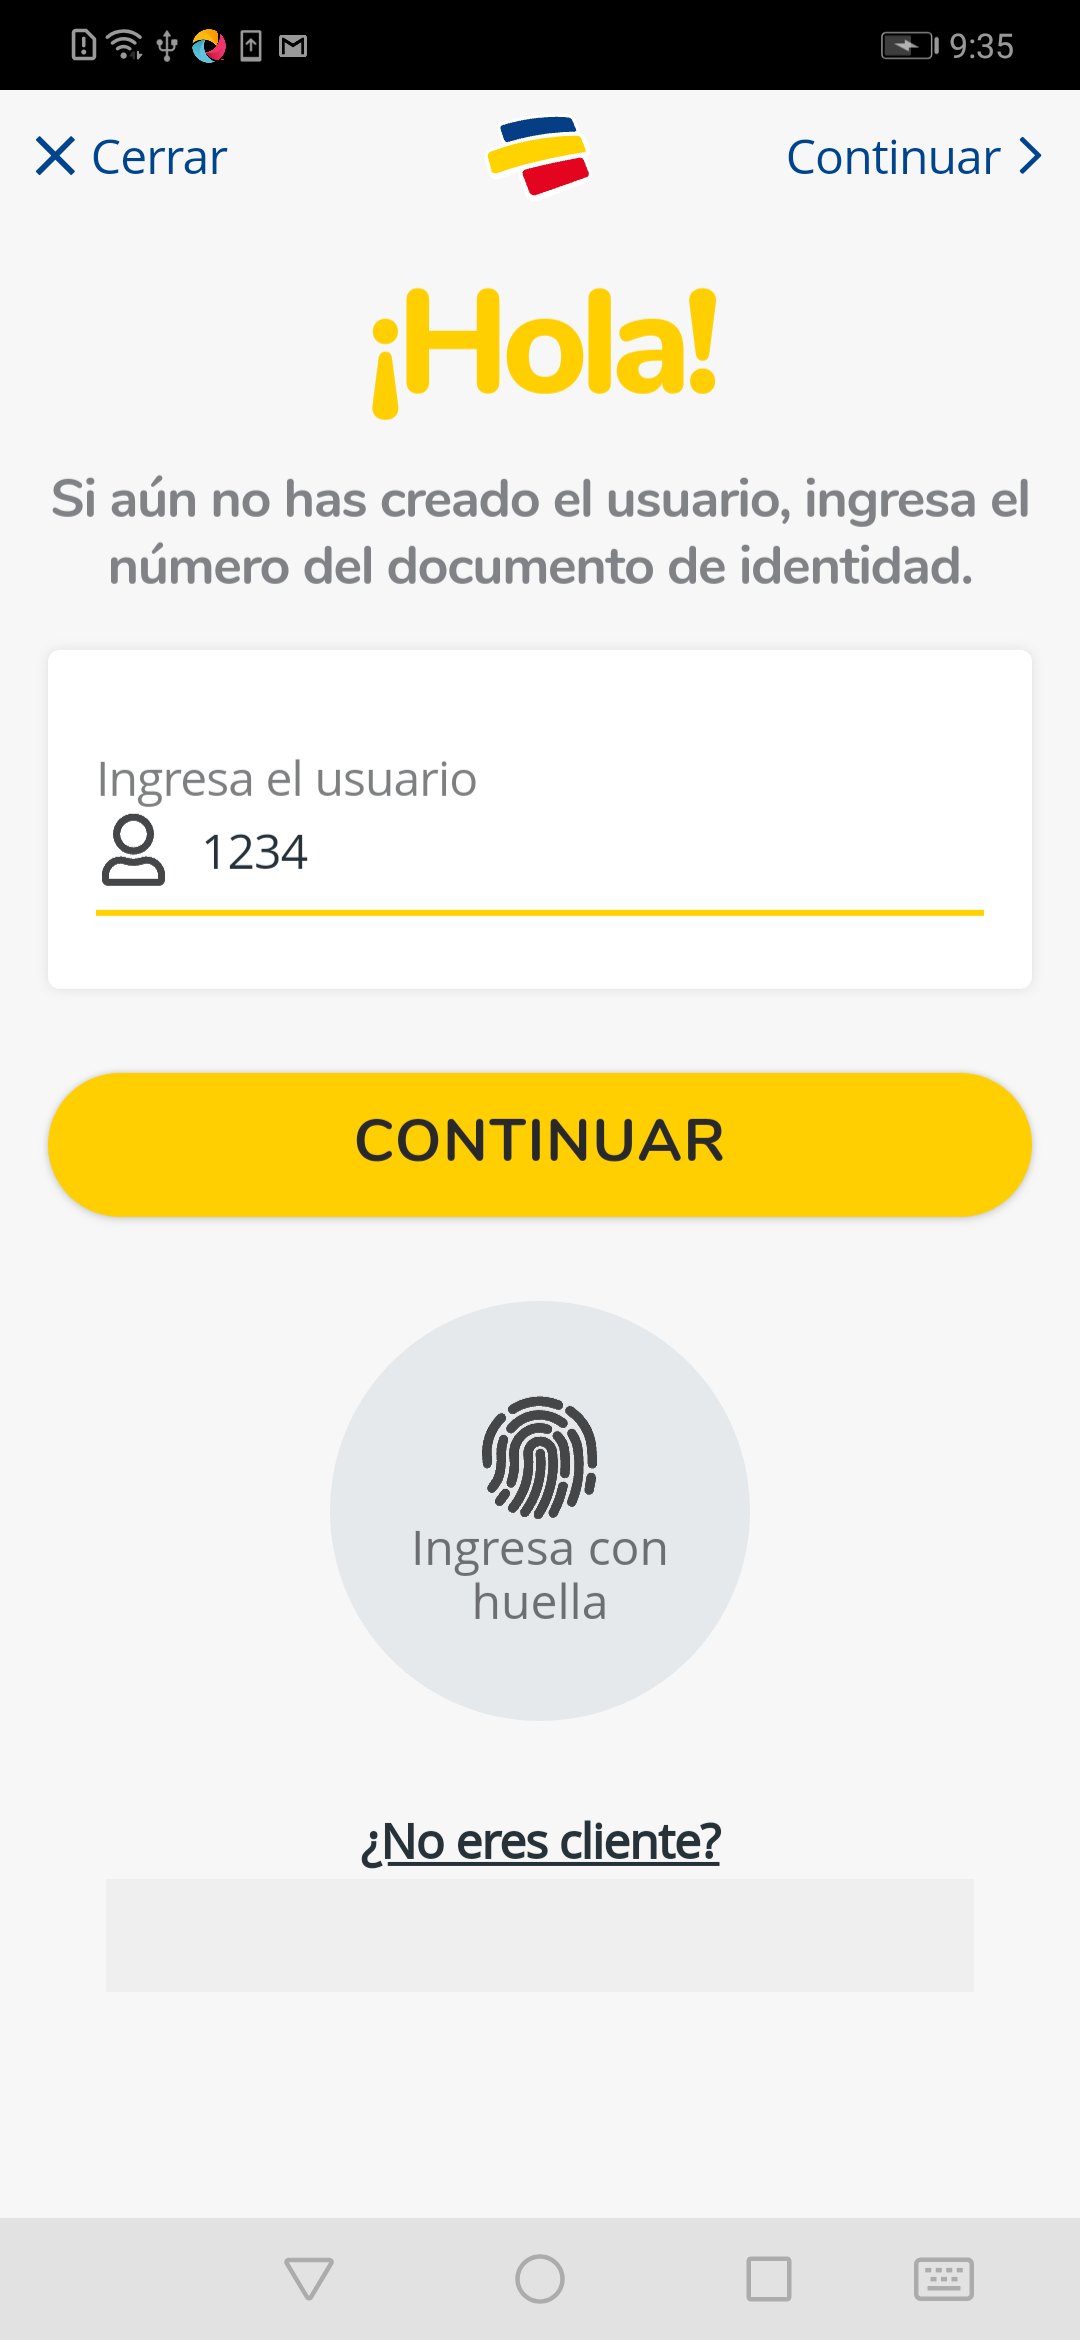 9:35
Cerrar
Continuar
¡Hola!
Si aún no has creado el usuario, ingresa el
número del documento de identidad.
Ingresa el usuario
1234
CONTINUAR
Ingresa con
huella
¿No eres cliente?